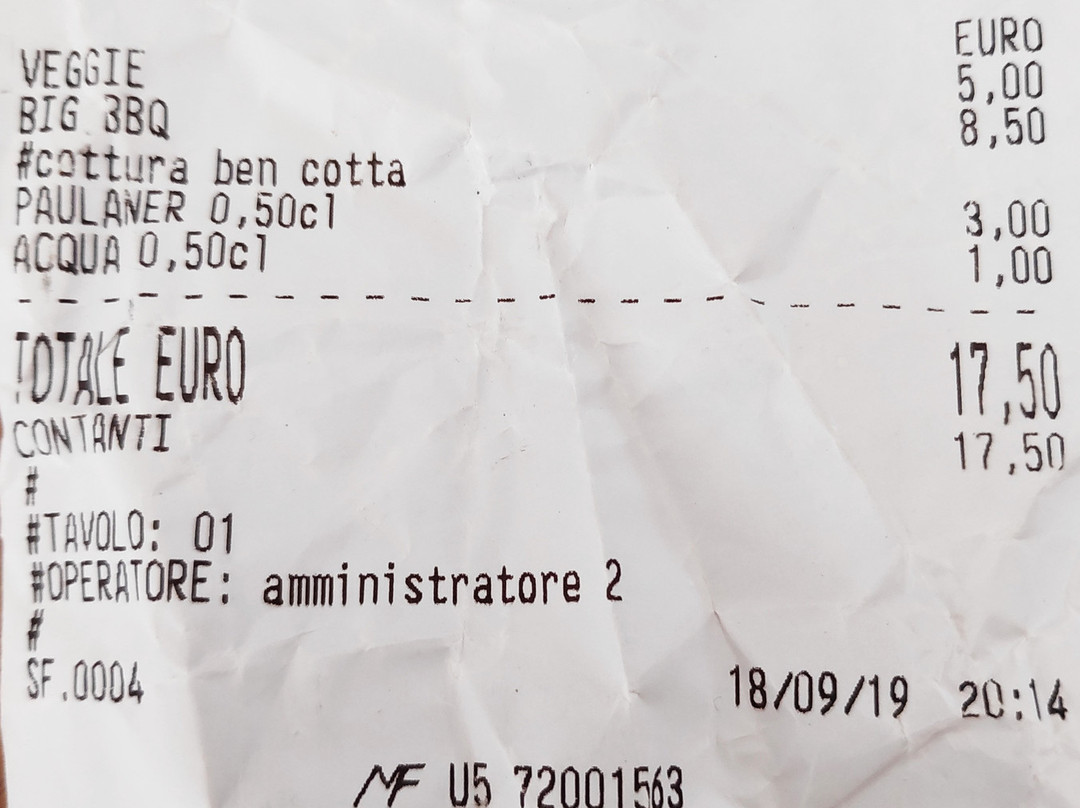 EURO
VEGGIE 5,00
BIG 3BQ 8,50
#cottura ben cotta
PAULANER 0,50cl 3,00
ACQUA 0,50cl 1,00
TOTALE EURO 17,50
CONTANTI 17,50
#
#TAVOLO: 01
#OPERATORE: amministratore 2
#
SF.0004 18/09/19 20:14
MF U5 72001563